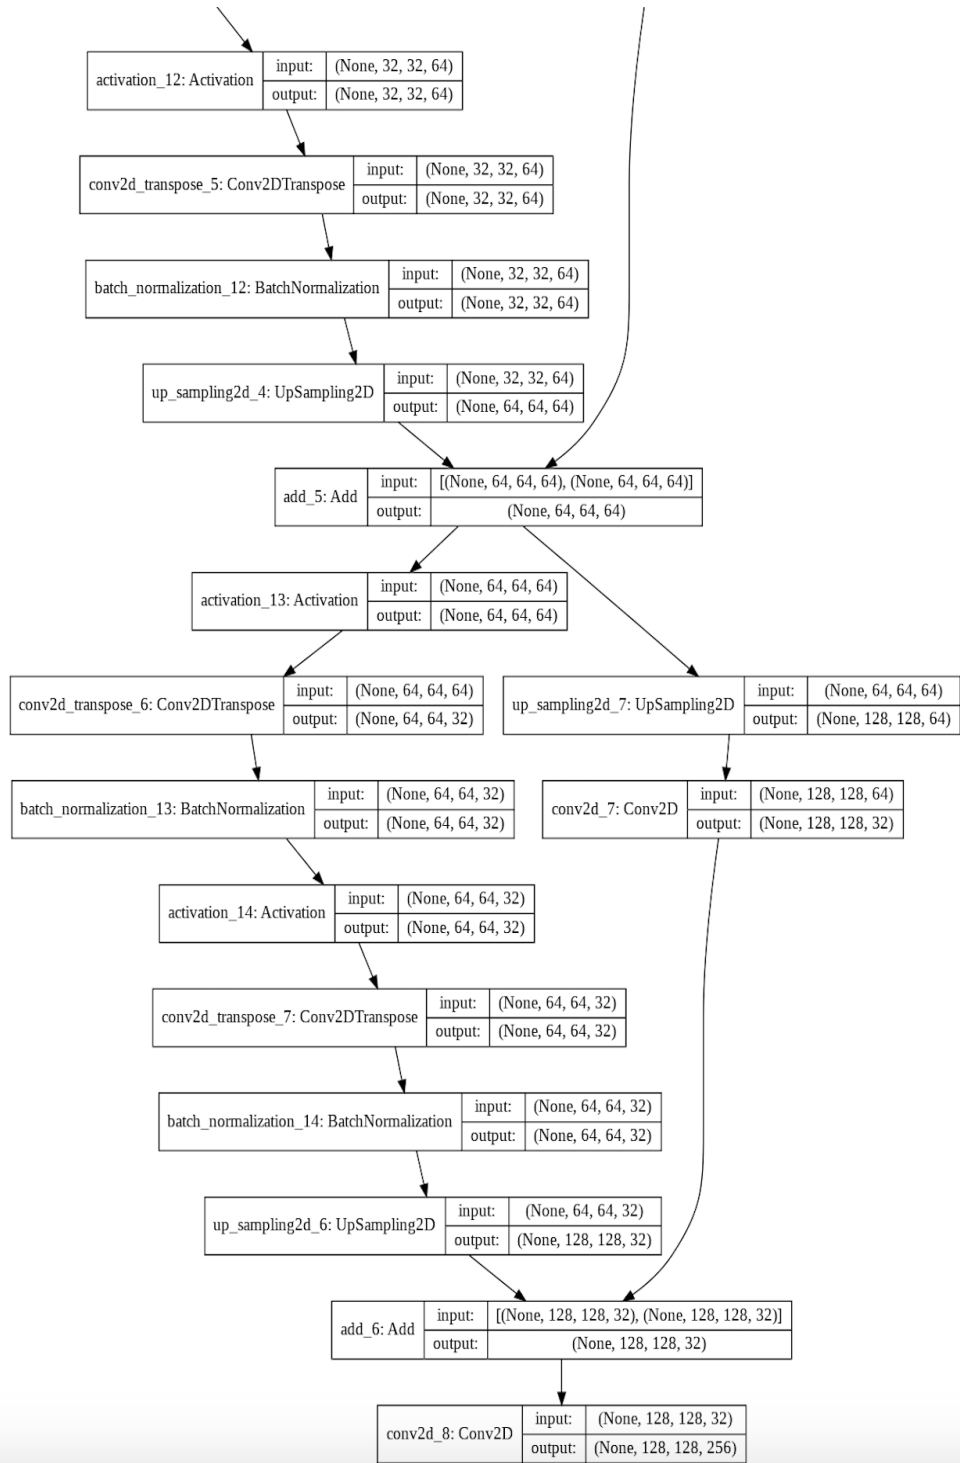 activation_12: Activation
input: (None, 32, 32, 64)
output: (None, 32, 32, 64)
conv2d_transpose_5: Conv2DTranspose
input: (None, 32, 32, 64)
output: (None, 32, 32, 64)
batch_normalization_12: BatchNormalization
input: (None, 32, 32, 64)
output: (None, 32, 32, 64)
up_sampling2d_4: UpSampling2D
input: (None, 32, 32, 64)
output: (None, 64, 64, 64)
add_5: Add
input: [(None, 64, 64, 64), (None, 64, 64, 64)]
output: (None, 64, 64, 64)
activation_13: Activation
input: (None, 64, 64, 64)
output: (None, 64, 64, 64)
conv2d_transpose_6: Conv2DTranspose
input: (None, 64, 64, 64)
output: (None, 64, 64, 32)
up_sampling2d_7: UpSampling2D
input: (None, 64, 64, 64)
output: (None, 128, 128, 64)
batch_normalization_13: BatchNormalization
input: (None, 64, 64, 32)
output: (None, 64, 64, 32)
conv2d_7: Conv2D
input: (None, 128, 128, 64)
output: (None, 128, 128, 32)
activation_14: Activation
input: (None, 64, 64, 32)
output: (None, 64, 64, 32)
conv2d_transpose_7: Conv2DTranspose
input: (None, 64, 64, 32)
output: (None, 64, 64, 32)
batch_normalization_14: BatchNormalization
input: (None, 64, 64, 32)
output: (None, 64, 64, 32)
up_sampling2d_6: UpSampling2D
input: (None, 64, 64, 32)
output: (None, 128, 128, 32)
add_6: Add
input: [(None, 128, 128, 32), (None, 128, 128, 32)]
output: (None, 128, 128, 32)
conv2d_8: Conv2D
input: (None, 128, 128, 32)
output: (None, 128, 128, 256)